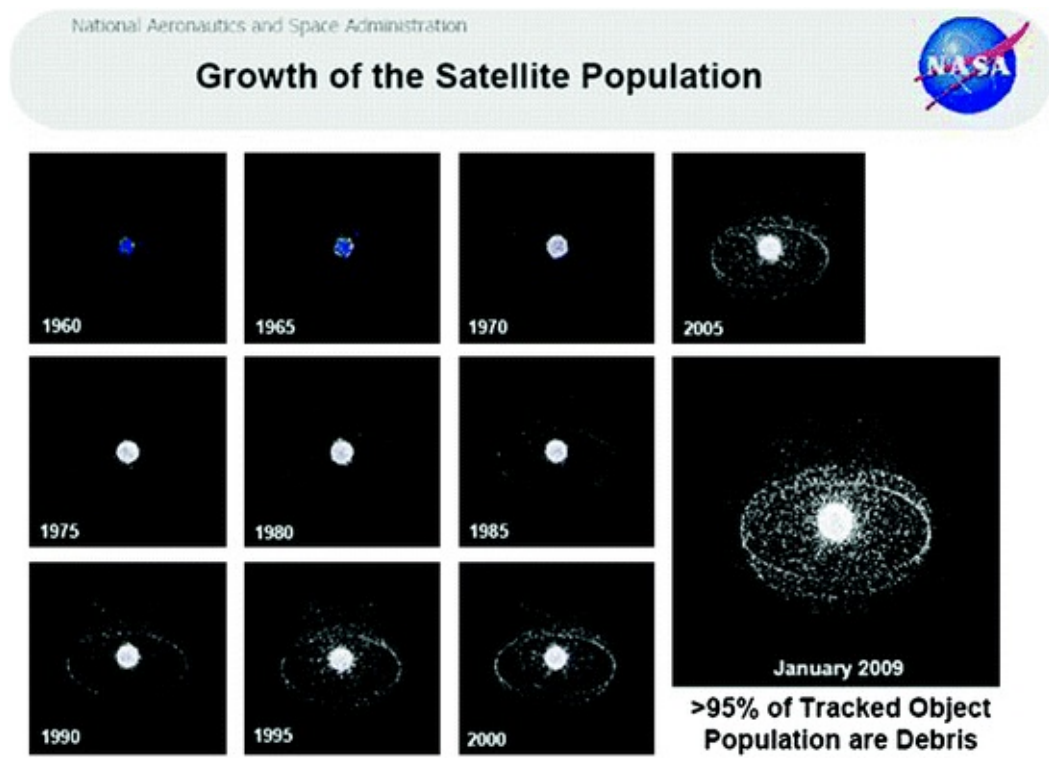 National Aeronautics and Space Administration
Growth of the Satellite Population
NASA
1960
1965
1970
2005
1975
1980
1985
January 2009
1990
1995
2000
>95% of Tracked Object
Population are Debris